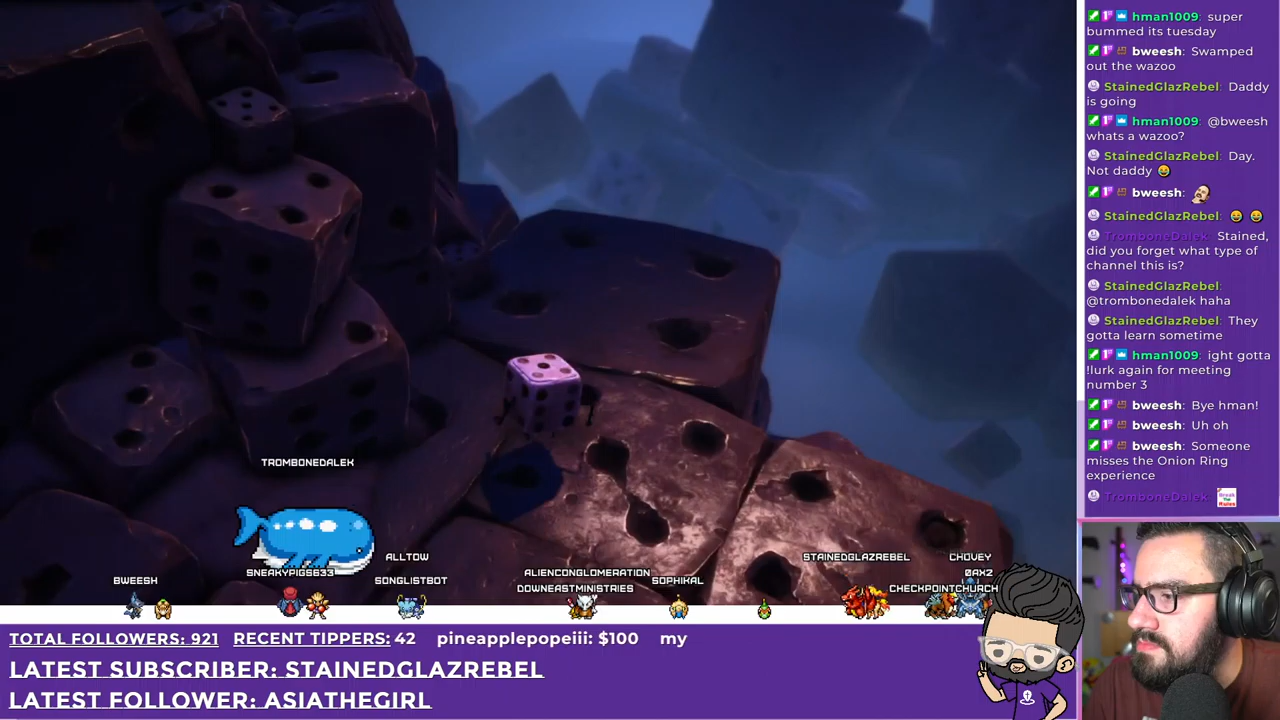 hman1009: super
bummed its tuesday
bweesh: Swamped
out the wazoo
StainedGlazRebel: Daddy
is going
hman1009: @bweesh
whats a wazoo?
StainedGlazRebel: Day.
Not daddy 😅
bweesh:
StainedGlazRebel: 😅 😅
TromboneDalek: Stained,
did you forget what type of
channel this is?
StainedGlazRebel:
@trombonedalek haha
StainedGlazRebel: They
gotta learn sometime
hman1009: ight gotta
!lurk again for meeting
number 3
bweesh: Bye hman!
bweesh: Uh oh
bweesh: Someone
misses the Onion Ring
experience
TromboneDalek:
TROMBONEDALEK
BWEESH
SNEAKYPIGS633
ALLTOW
SONGLISTBOT
ALIENCONGLOMERATION
DOWNEASTMINISTRIES
SOPHIKAL
STAINEDGLAZREBEL
CHOVEY
0AX2
CHECKPOINTCHURCH
TOTAL FOLLOWERS: 921 RECENT TIPPERS: 42 pineapplepopeiii: $100 my
LATEST SUBSCRIBER: STAINEDGLAZREBEL
LATEST FOLLOWER: ASIATHEGIRL